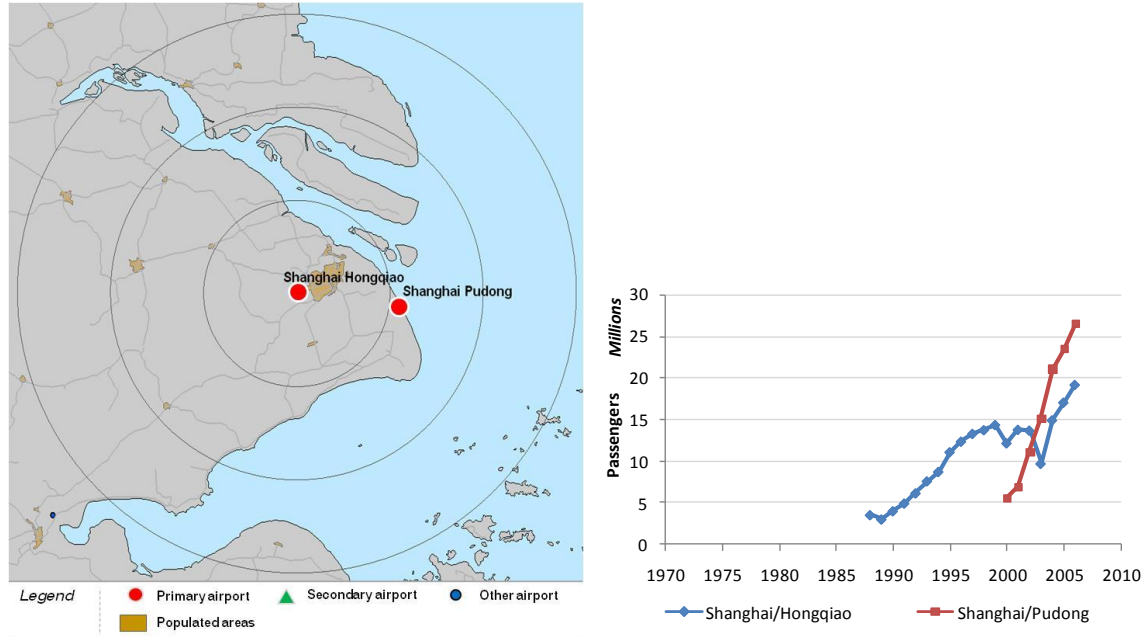 Shanghai Hongqiao
Shanghai Pudong
Legend
Primary airport
Secondary airport
Other airport
Populated areas
Passengers Millions
30
25
20
15
10
5
0
1970 1975 1980 1985 1990 1995 2000 2005 2010
Shanghai/Hongqiao Shanghai/Pudong